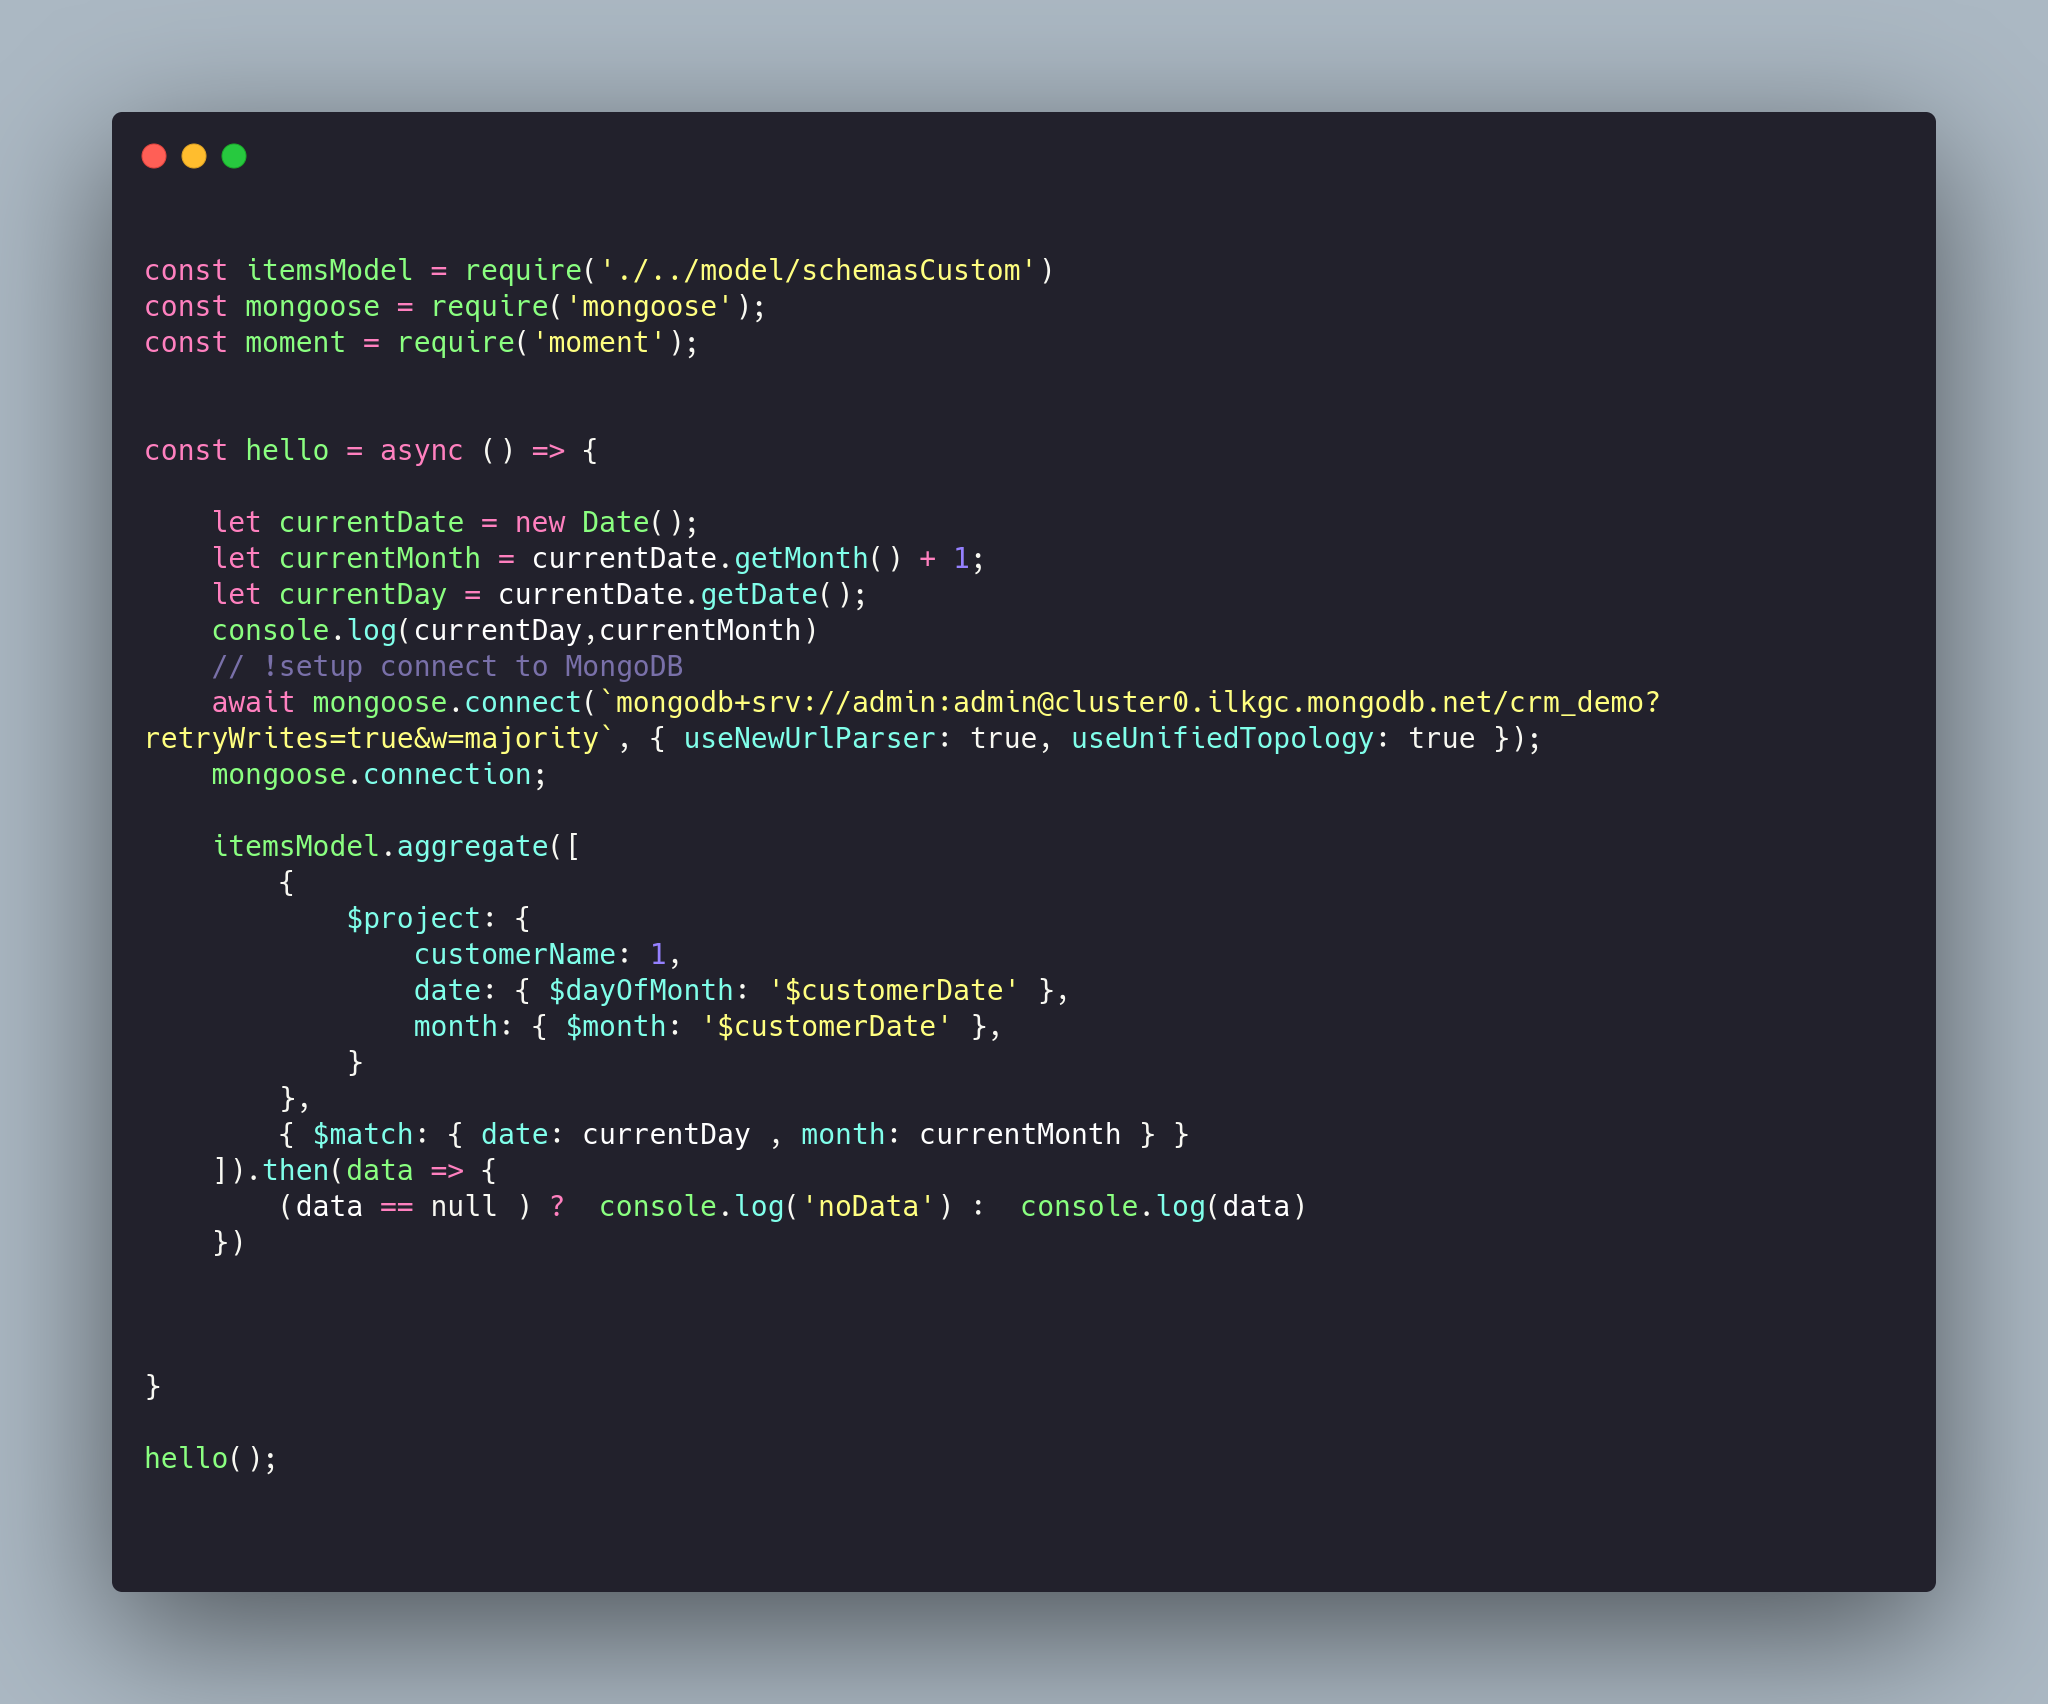 const itemsModel = require('./../model/schemasCustom')
const mongoose = require('mongoose');
const moment = require('moment');
const hello = async () => {
    let currentDate = new Date();
    let currentMonth = currentDate.getMonth() + 1;
    let currentDay = currentDate.getDate();
    console.log(currentDay,currentMonth)
    // !setup connect to MongoDB
    await mongoose.connect(`mongodb+srv://admin:admin@cluster0.ilkgc.mongodb.net/crm_demo?
retryWrites=true&w=majority`, { useNewUrlParser: true, useUnifiedTopology: true });
    mongoose.connection;
    itemsModel.aggregate([
        {
            $project: {
                customerName: 1,
                date: { $dayOfMonth: '$customerDate' },
                month: { $month: '$customerDate' },
            }
        },
        { $match: { date: currentDay , month: currentMonth } }
    ]).then(data => {
        (data == null ) ?  console.log('noData') :  console.log(data)
    })
}
hello();